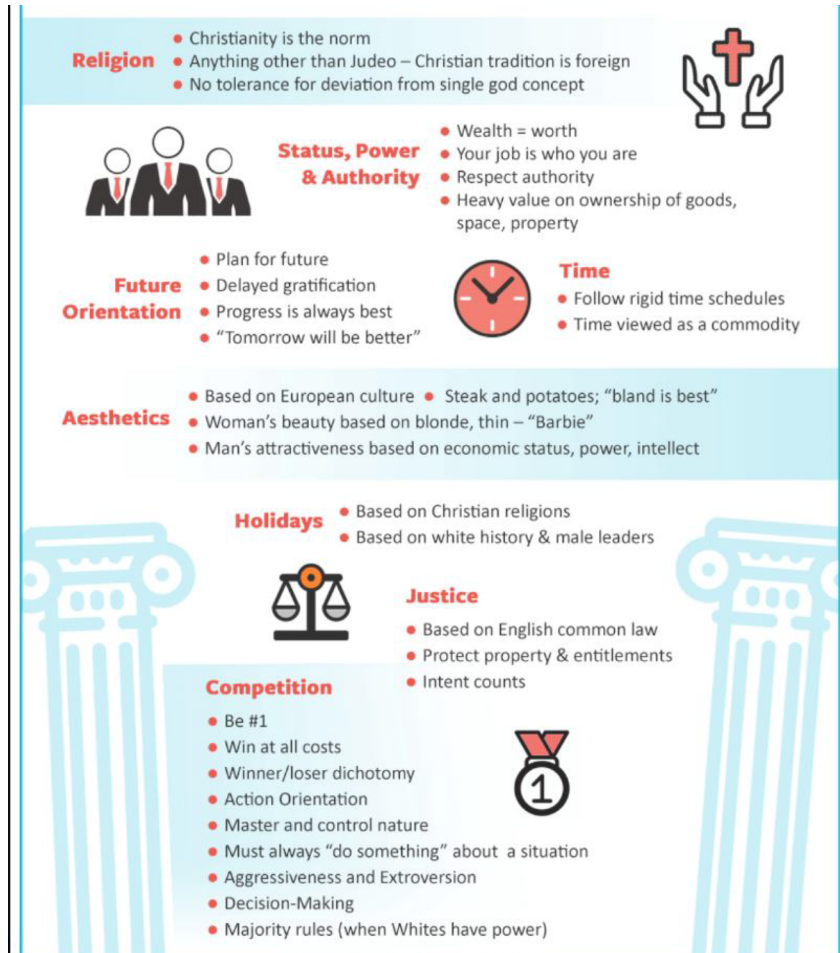 Religion
• Christianity is the norm
• Anything other than Judeo – Christian tradition is foreign
• No tolerance for deviation from single god concept
Status, Power
& Authority
• Wealth = worth
• Your job is who you are
• Respect authority
• Heavy value on ownership of goods,
space, property
Future
Orientation
• Plan for future
• Delayed gratification
• Progress is always best
• “Tomorrow will be better”
Time
• Follow rigid time schedules
• Time viewed as a commodity
Aesthetics
• Based on European culture • Steak and potatoes; “bland is best”
• Woman’s beauty based on blonde, thin – “Barbie”
• Man’s attractiveness based on economic status, power, intellect
Holidays
• Based on Christian religions
• Based on white history & male leaders
Justice
• Based on English common law
• Protect property & entitlements
• Intent counts
Competition
• Be #1
• Win at all costs
• Winner/loser dichotomy
• Action Orientation
• Master and control nature
• Must always “do something” about a situation
• Aggressiveness and Extroversion
• Decision-Making
• Majority rules (when Whites have power)
1